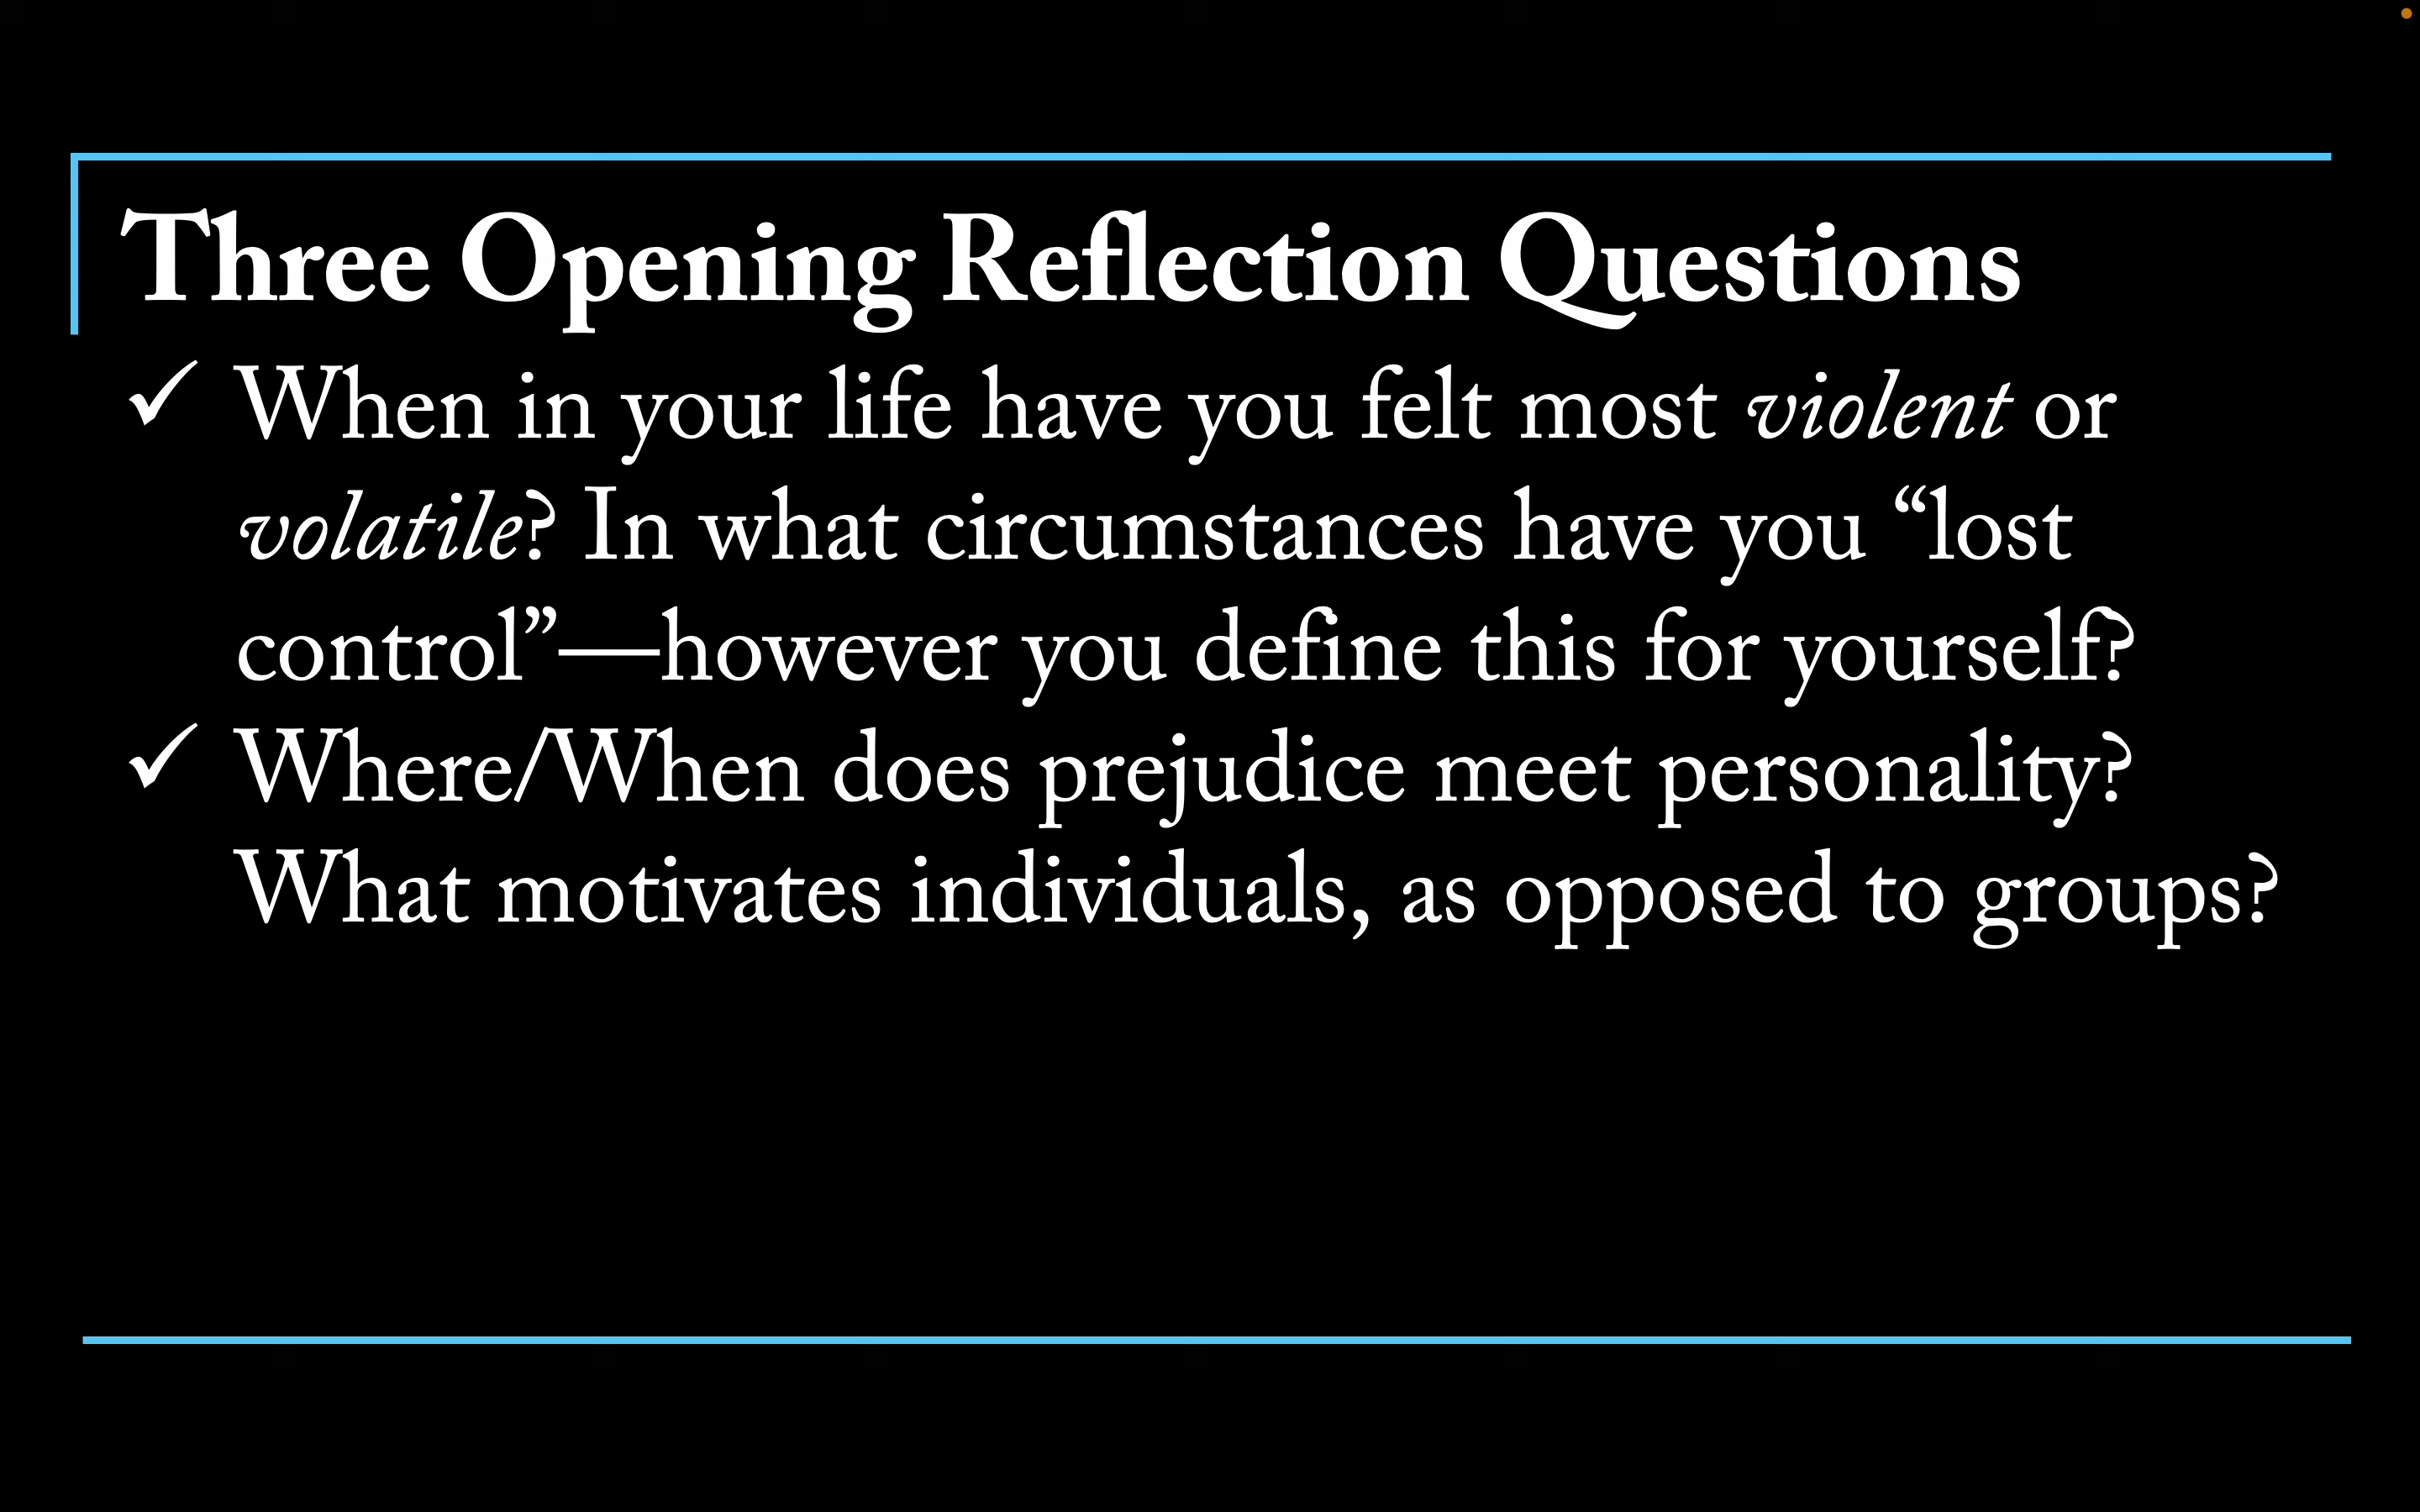 Three Opening Reflection Questions
✓ When in your life have you felt most violent or
volatile? In what circumstances have you “lost
control”—however you define this for yourself?
✓ Where/When does prejudice meet personality?
What motivates individuals, as opposed to groups?